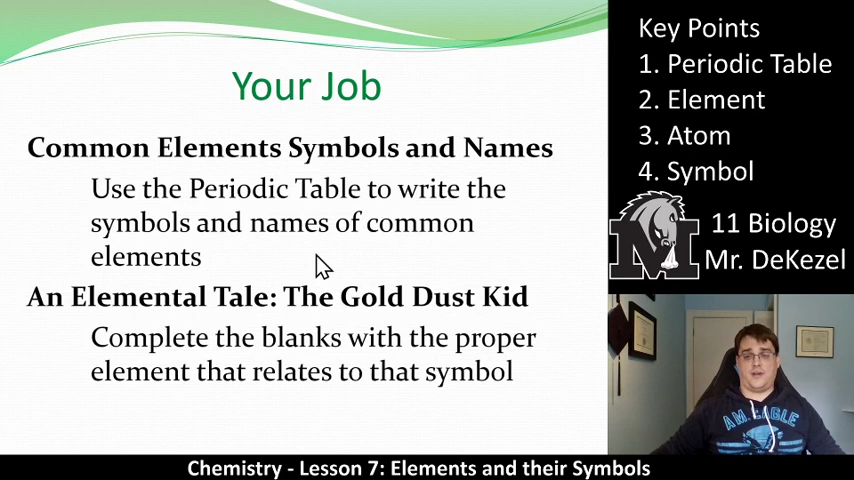 Your Job
Common Elements Symbols and Names
Use the Periodic Table to write the
symbols and names of common
elements
An Elemental Tale: The Gold Dust Kid
Complete the blanks with the proper
element that relates to that symbol
Key Points
1. Periodic Table
2. Element
3. Atom
4. Symbol
M
11 Biology
Mr. DeKezel
AM. EAGLE
Chemistry - Lesson 7: Elements and their Symbols